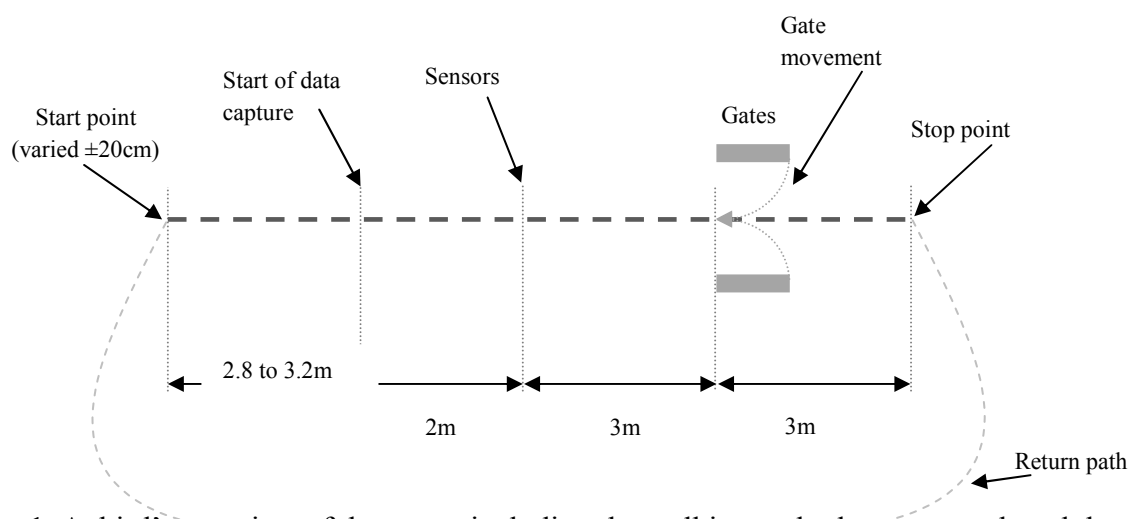 Gate
movement
Start of data
capture
Sensors
Start point
(varied ±20cm)
Gates
Stop point
2.8 to 3.2m
2m
3m
3m
Return path